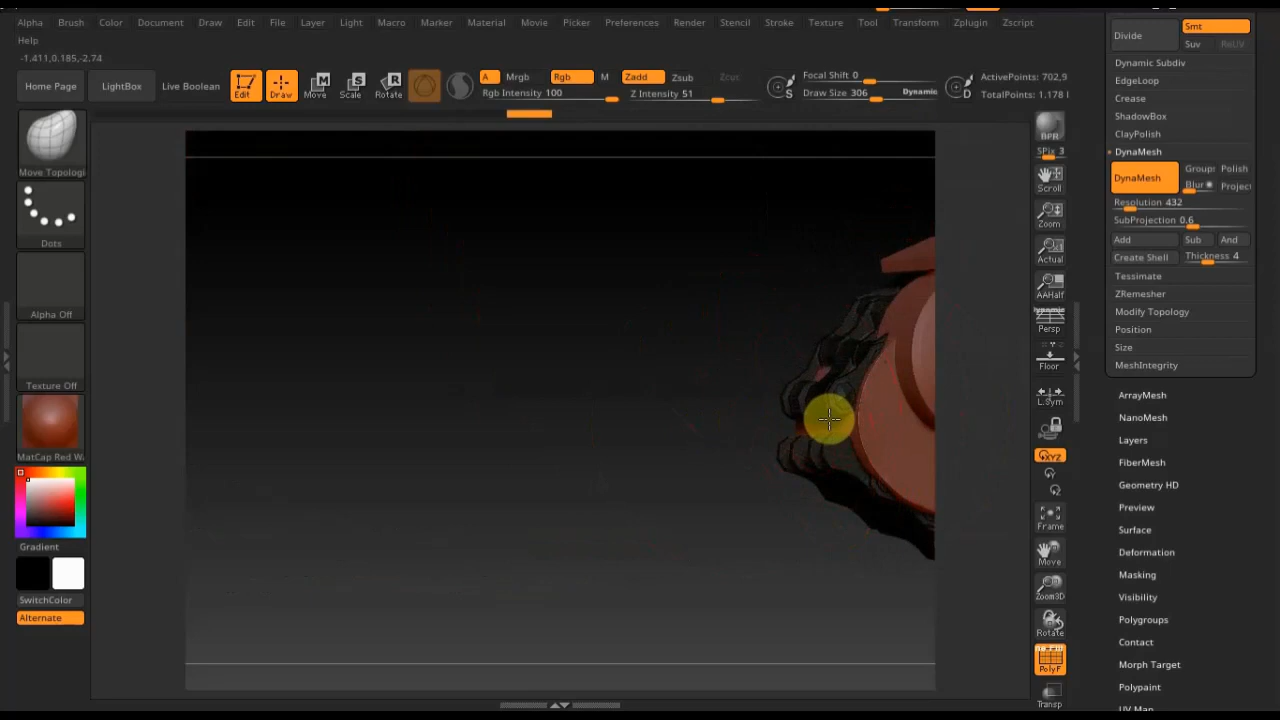 Alpha Brush Color Document Draw Edit File Layer Light Macro Marker Material Movie Picker Preferences Render Stencil Stroke Texture Tool Transform Zplugin Zscript
Help
-1.411,0.185,-2.74
Home Page
LightBox
Live Boolean
Edit
Draw
Move
Scale
Rotate
A Mrgb Rgb M
Rgb Intensity 100
Zadd Zsub Zcut
Z Intensity 51
S
Focal Shift 0
Draw Size 306 Dynamic
D
ActivePoints: 702,9
TotalPoints: 1.178 l
Move Topologi
Dots
Alpha Off
Texture Off
MatCap Red Wa
Gradient
SwitchColor
Alternate
BPR
SPix 3
Scroll
Zoom
Actual
AAHalf
Dynamic
Persp
Floor
L.Sym
XYZ
Y
Z
Frame
Move
Zoom3D
Rotate
PolyF
Transp
Divide
Smt
Suv ReUV
Dynamic Subdiv
EdgeLoop
Crease
ShadowBox
ClayPolish
DynaMesh
DynaMesh
Groups Polish
Blur Project
Resolution 432
SubProjection 0.6
Add Sub And
Create Shell Thickness 4
Tessimate
ZRemesher
Modify Topology
Position
Size
MeshIntegrity
ArrayMesh
NanoMesh
Layers
FiberMesh
Geometry HD
Preview
Surface
Deformation
Masking
Visibility
Polygroups
Contact
Morph Target
Polypaint
UV Map